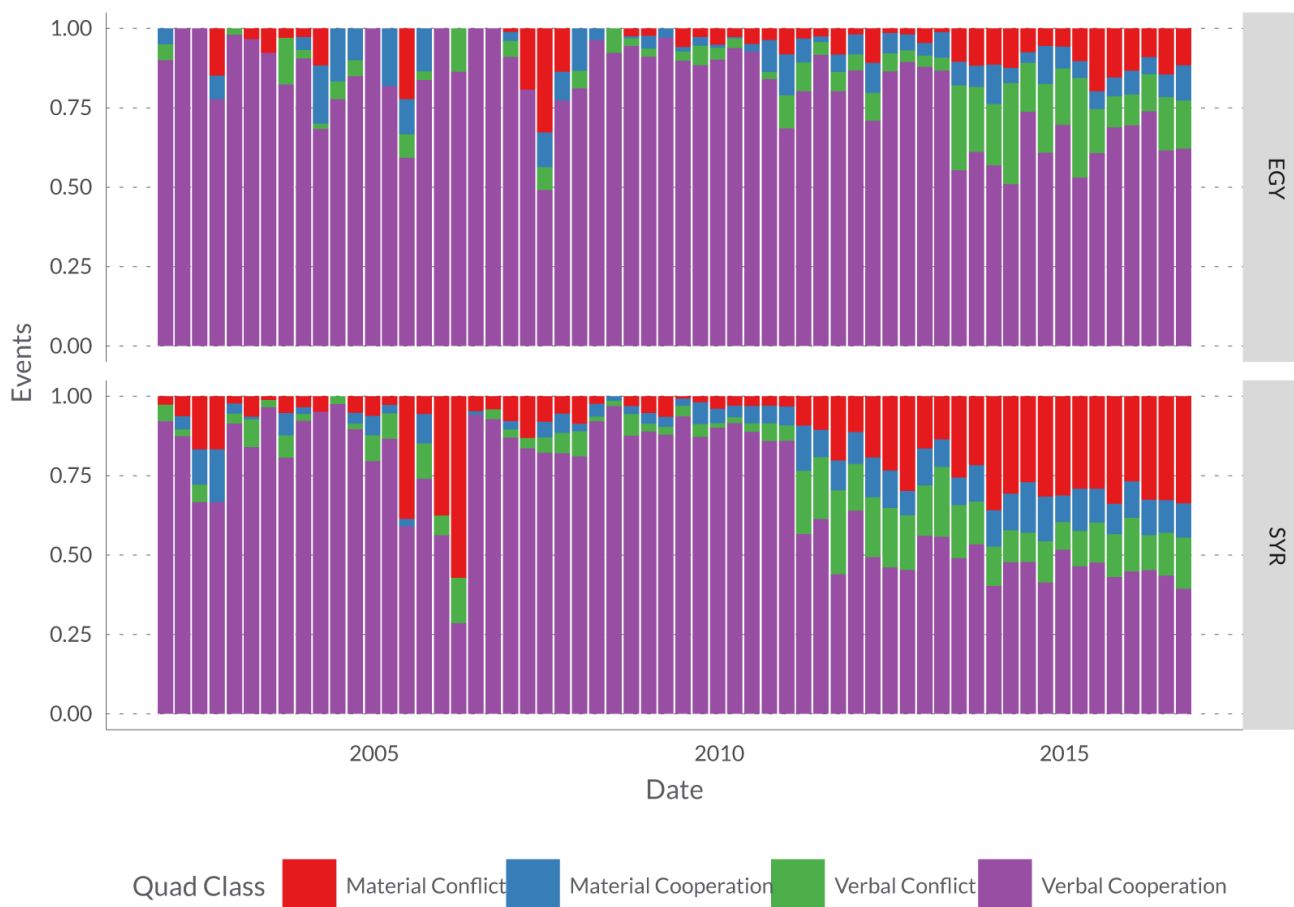 1.00
0.75
0.50
0.25
0.00
EGY
1.00
0.75
0.50
0.25
0.00
SYR
Events
2005 2010 2015
Date
Quad Class Material Conflict Material Cooperation Verbal Conflict Verbal Cooperation